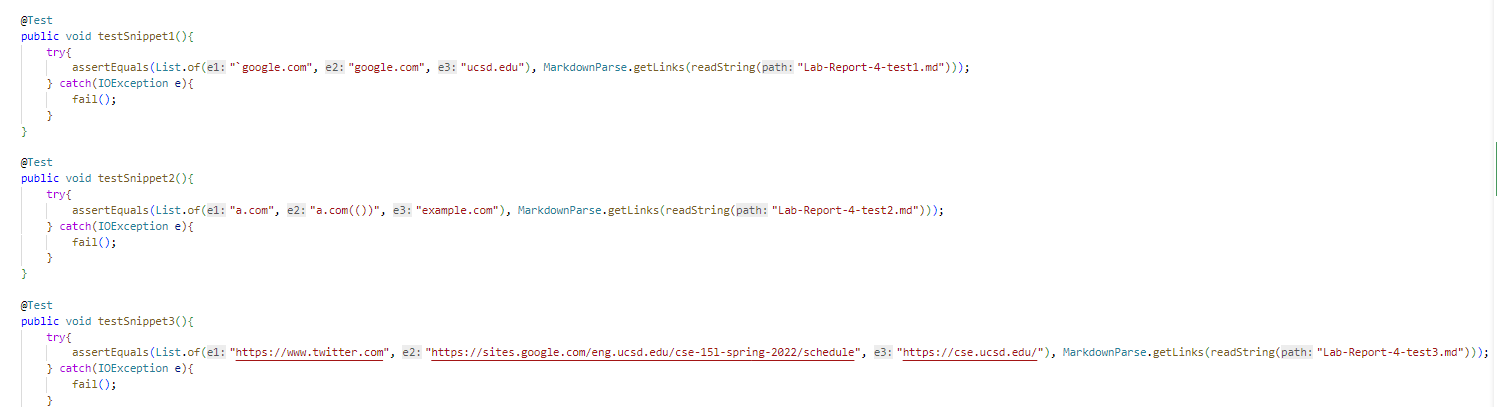 @Test
public void testSnippet1(){
try{
assertEquals(List.of(e1: "`google.com", e2: "google.com", e3: "ucsd.edu"), MarkdownParse.getLinks(readString(path: "Lab-Report-4-test1.md")));
} catch(IOException e){
fail();
}
}
@Test
public void testSnippet2(){
try{
assertEquals(List.of(e1: "a.com", e2: "a.com(())", e3: "example.com"), MarkdownParse.getLinks(readString(path: "Lab-Report-4-test2.md")));
} catch(IOException e){
fail();
}
}
@Test
public void testSnippet3(){
try{
assertEquals(List.of(e1: "https://www.twitter.com", e2: "https://sites.google.com/eng.ucsd.edu/cse-15l-spring-2022/schedule", e3: "https://cse.ucsd.edu/"), MarkdownParse.getLinks(readString(path: "Lab-Report-4-test3.md")));
} catch(IOException e){
fail();
}